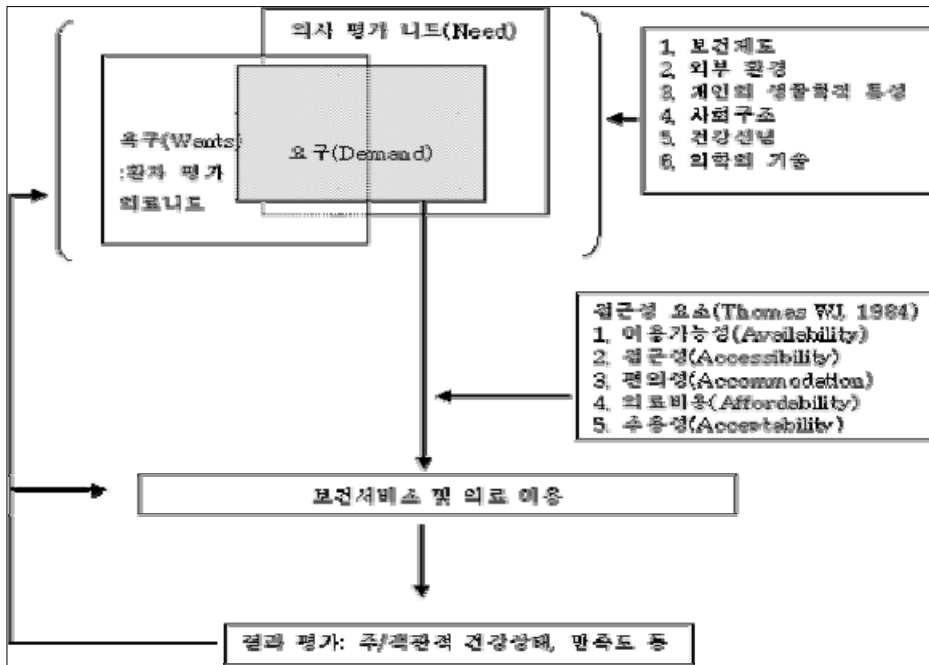 의사 평가 니드(Need)
욕구(Wants)
:환자 평가
의료니드
요구(Demand)
1. 보건제도
2. 외부 환경
3. 개인의 생물학적 특성
4. 사회구조
5. 건강신념
6. 의학의 기술
접근성 요소(Thomas WJ, 1984)
1. 이용가능성(Availability)
2. 접근성(Accessibility)
3. 편의성(Accommodation)
4. 의료비용(Affordability)
5. 수용성(Acceptability)
보건서비스 및 의료 이용
결과 평가: 주/객관적 건강상태, 만족도 등